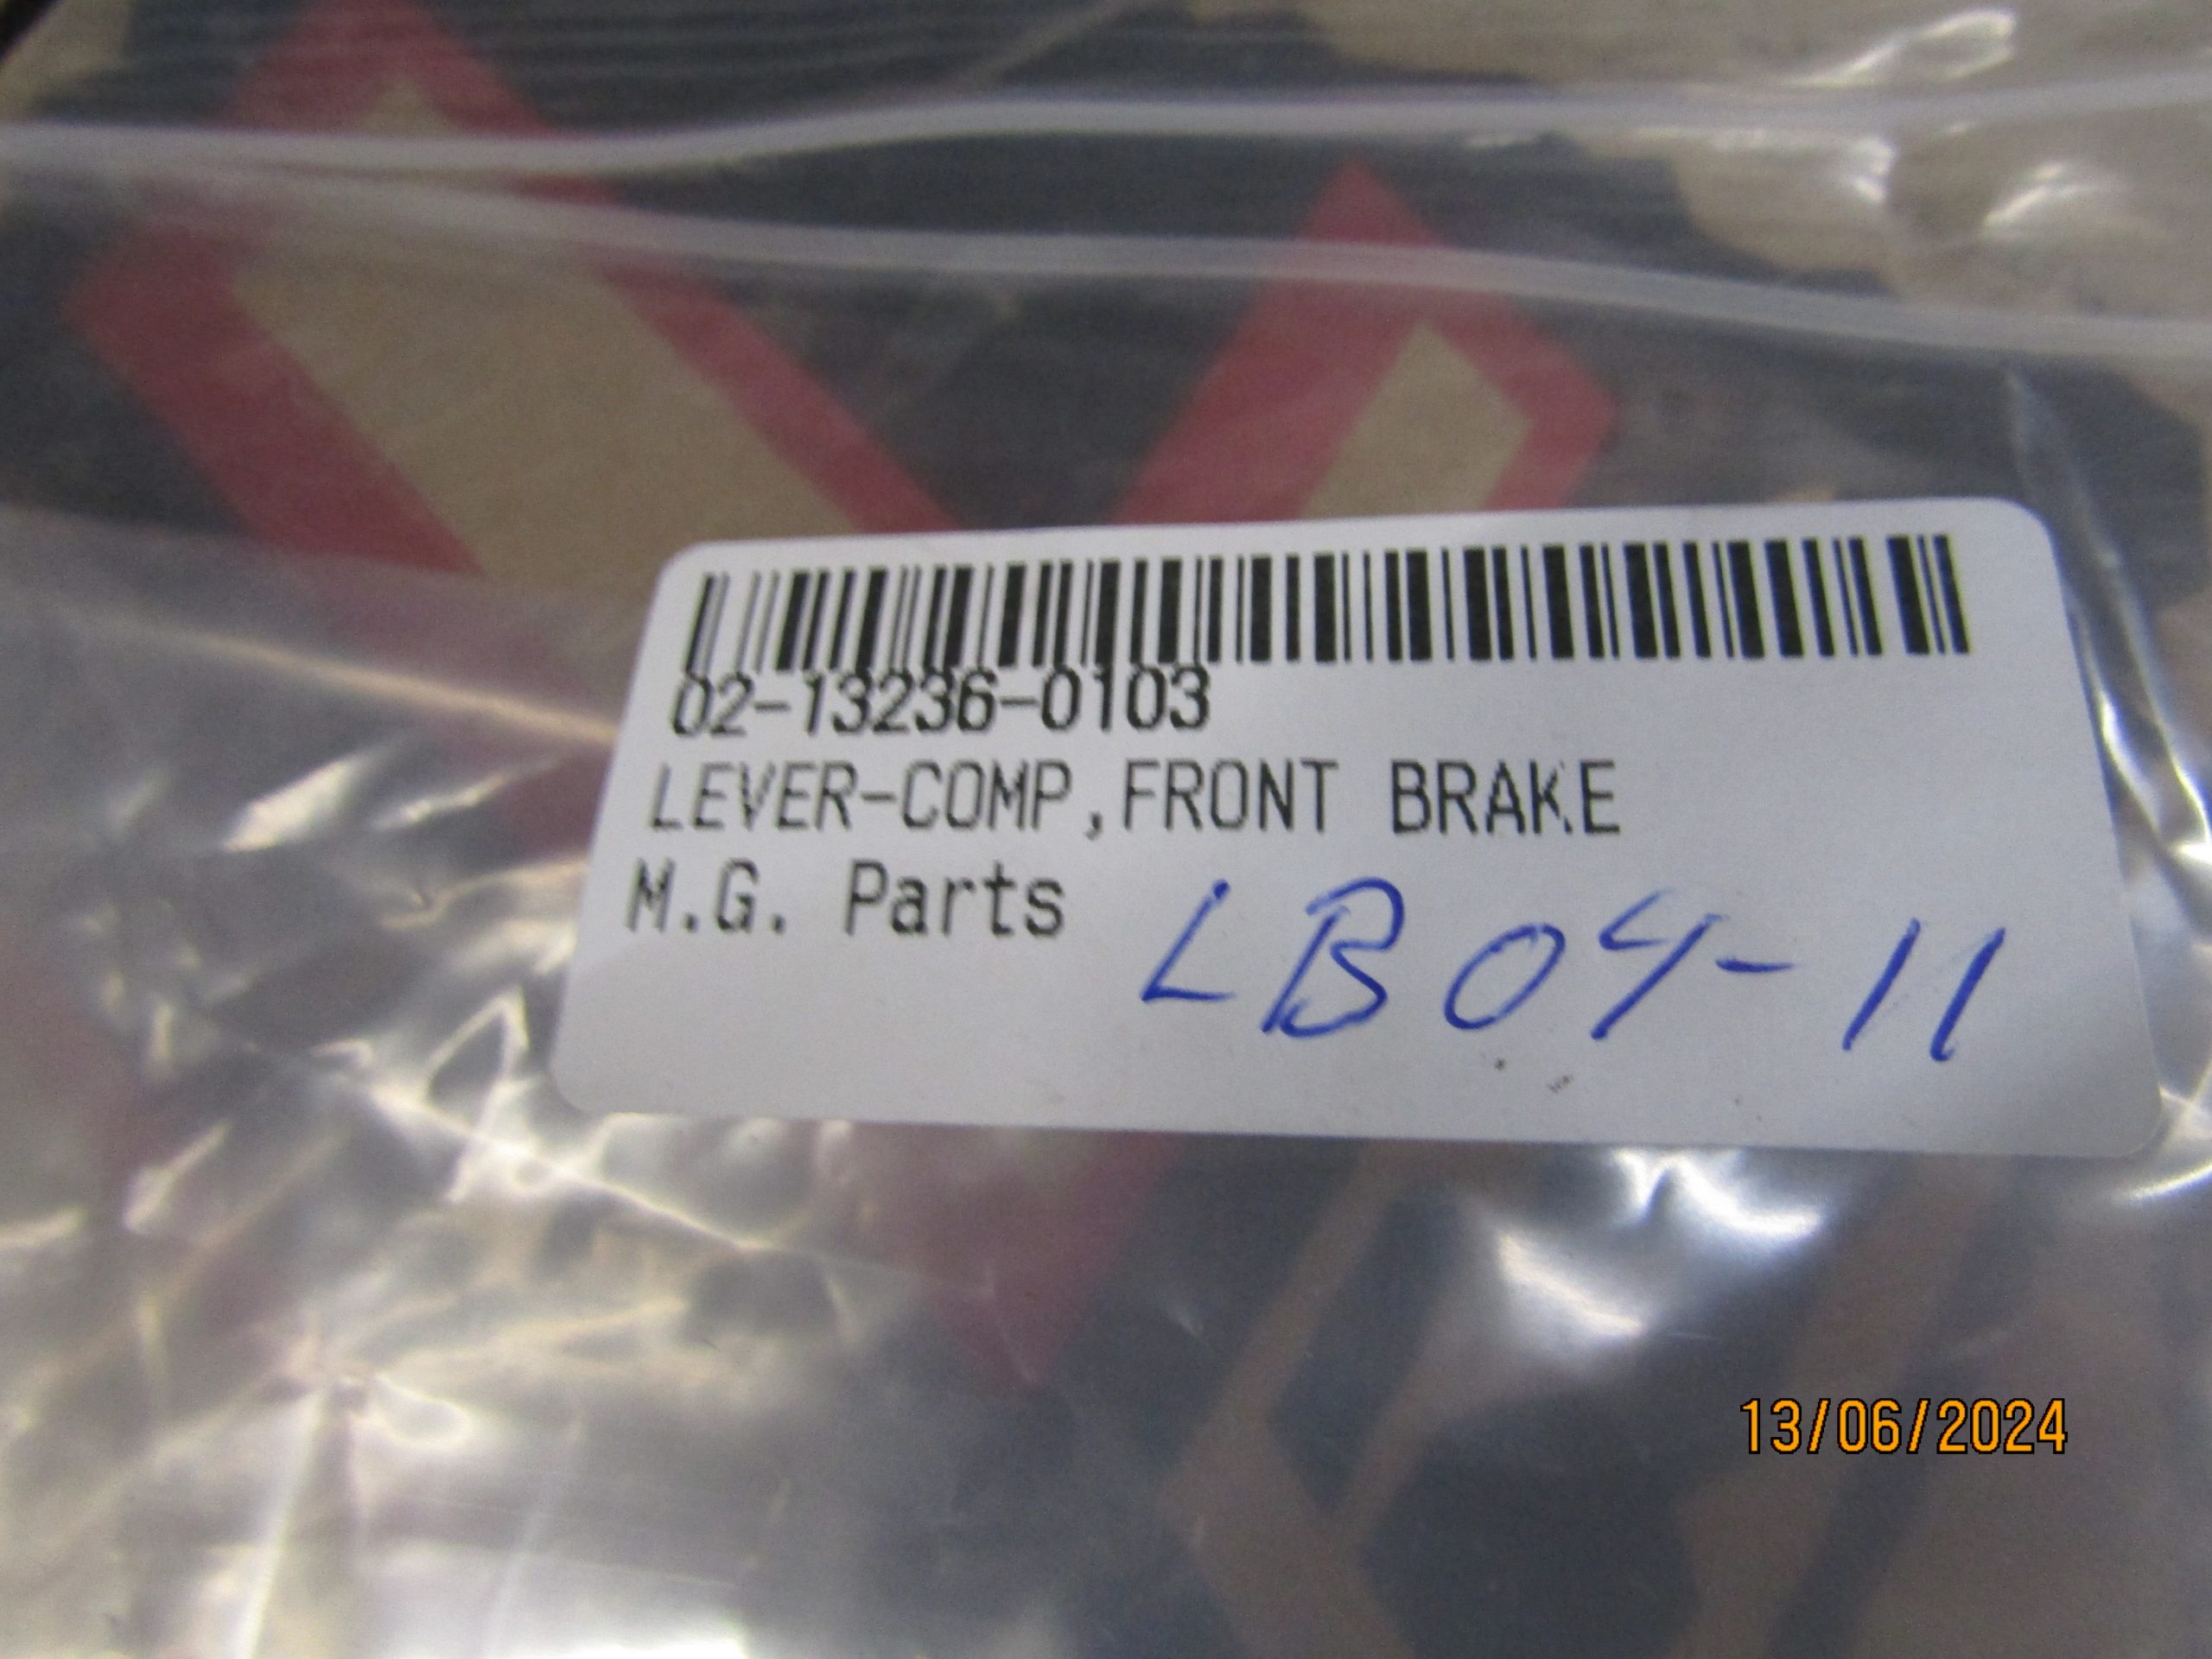 02-13236-0103
LEVER-COMP,FRONT BRAKE
M.G. Parts
LB04-11
13/06/2024